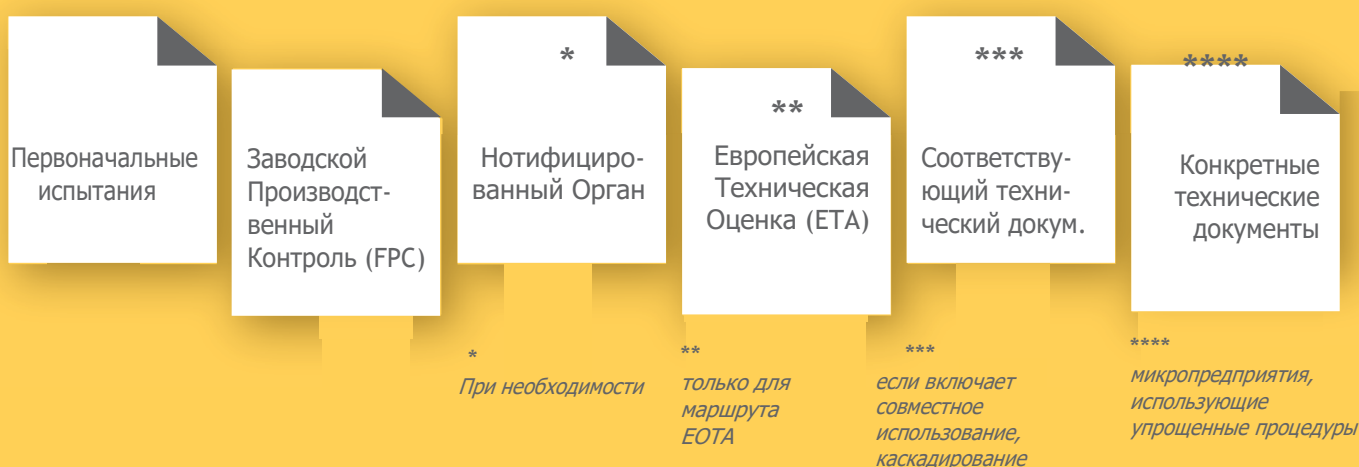 Первоначальные
испытания
Заводской
Производст-
венный
Контроль (FPC)
*
Нотифициро-
ванный Орган
**
Европейская
Техническая
Оценка (ETA)
***
Соответству-
ющий техни-
ческий докум.
****
Конкретные
технические
документы
*
При необходимости
**
только для
маршрута
EOTA
***
если включает
совместное
использование,
каскадирование
****
микропредприятия,
использующие
упрощенные процедуры